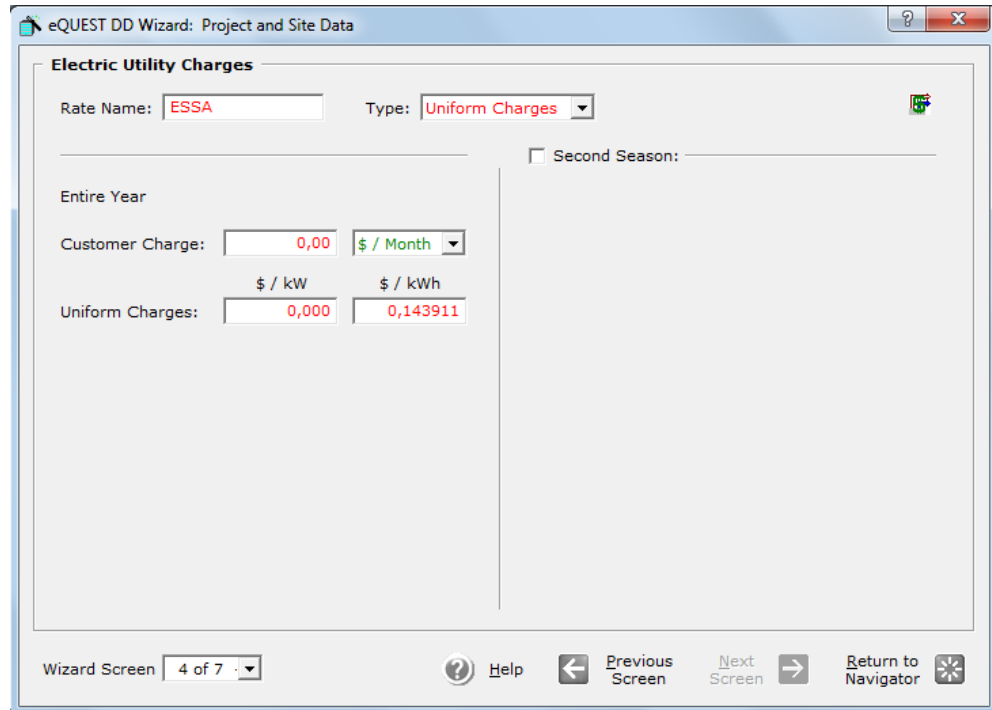 eQUEST DD Wizard: Project and Site Data
Electric Utility Charges
Rate Name: ESSA Type: Uniform Charges
Second Season:
Entire Year
Customer Charge: 0,00 $ / Month
$ / kW $ / kWh
Uniform Charges: 0,000 0,143911
Wizard Screen 4 of 7 Help Previous Screen Next Screen Return to Navigator